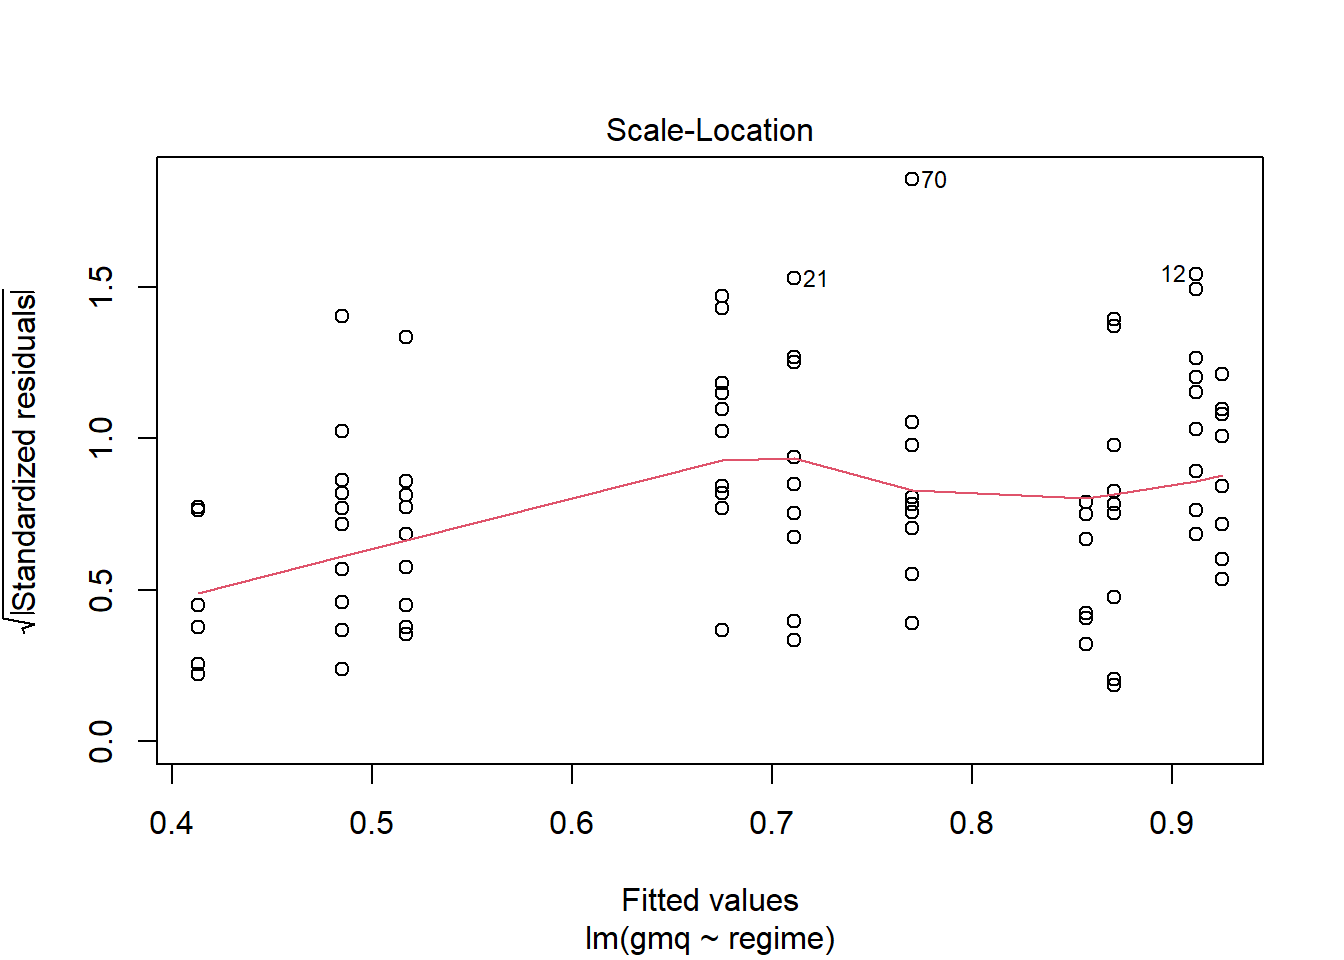 Scale-Location
√|Standardized residuals|
0.0
0.5
1.0
1.5
70
21
12
0.4 0.5 0.6 0.7 0.8 0.9
Fitted values
lm(gmq ~ regime)